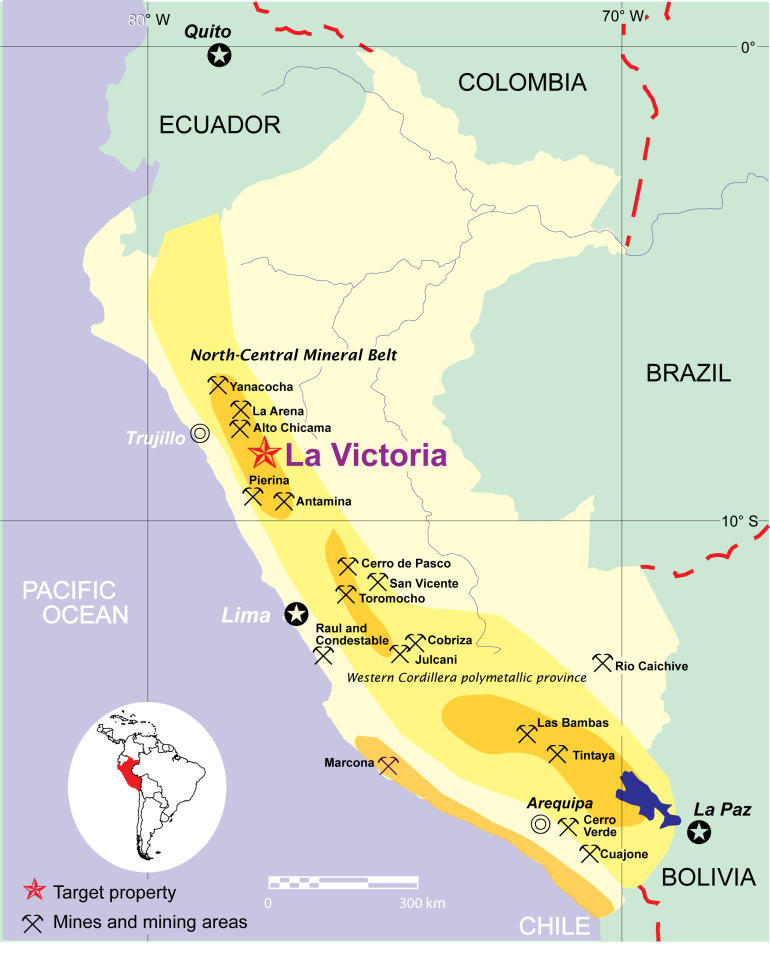 80° W
70° W
Quito
0°
COLOMBIA
ECUADOR
North-Central Mineral Belt
BRAZIL
Yanacocha
La Arena
Alto Chicama
Trujillo
La Victoria
Pierina
Antamina
10° S
Cerro de Pasco
San Vicente
Toromocho
PACIFIC
OCEAN
Lima
Raul and
Condestable
Cobriza
Julcani
Rio Caichive
Western Cordillera polymetallic province
Las Bambas
Tintaya
Marcona
Arequipa
La Paz
Cerro
Verde
Cuajone
BOLIVIA
Target property
0
300 km
Mines and mining areas
CHILE